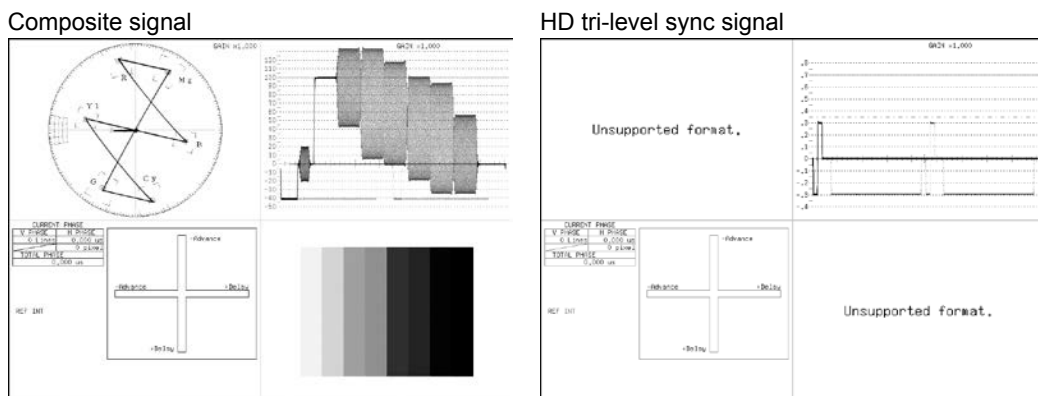 Composite signal
GAIN x1.000
R
Mg
Yl
B
G
Cy
GAIN x1.000
120
110
100
90
80
70
60
50
40
30
20
10
0
-10
-20
-30
-40
-50
CURRENT PHASE
V PHASE H PHASE
0 Lines 0.000 us
0 pixel
TOTAL PHASE
0.000 us
REF INT
-Advance
-Advance
+Delay
+Delay
HD tri-level sync signal
Unsupported format.
GAIN x1.000
.8
.7
.6
.5
.4
.3
.2
.1
0
-.1
-.2
-.3
-.4
CURRENT PHASE
V PHASE H PHASE
0 Lines 0.000 us
0 pixel
TOTAL PHASE
0.000 us
REF INT
-Advance
-Advance
+Delay
+Delay
Unsupported format.